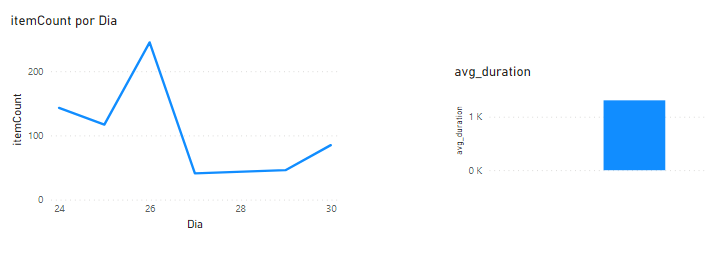 itemCount por Dia
itemCount
200
100
0
24
26
28
30
Dia
avg_duration
avg_duration
1 K
0 K